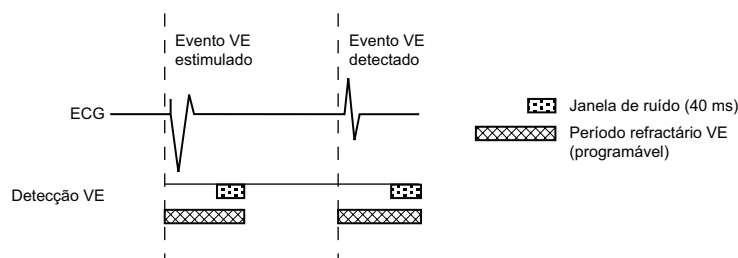 Evento VE
estimulado
Evento VE
detectado
ECG
Janela de ruído (40 ms)
Período refractário VE
(programável)
Detecção VE